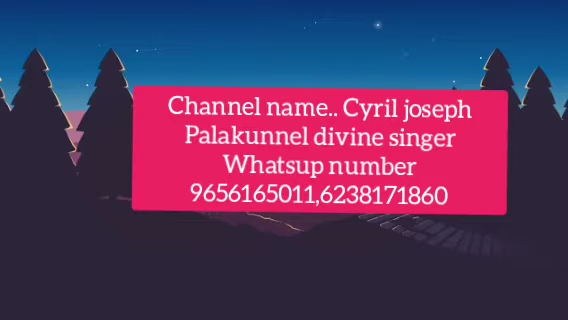 Channel name.. Cyril joseph
Palakunnel divine singer
Whatsup number
9656165011,6238171860